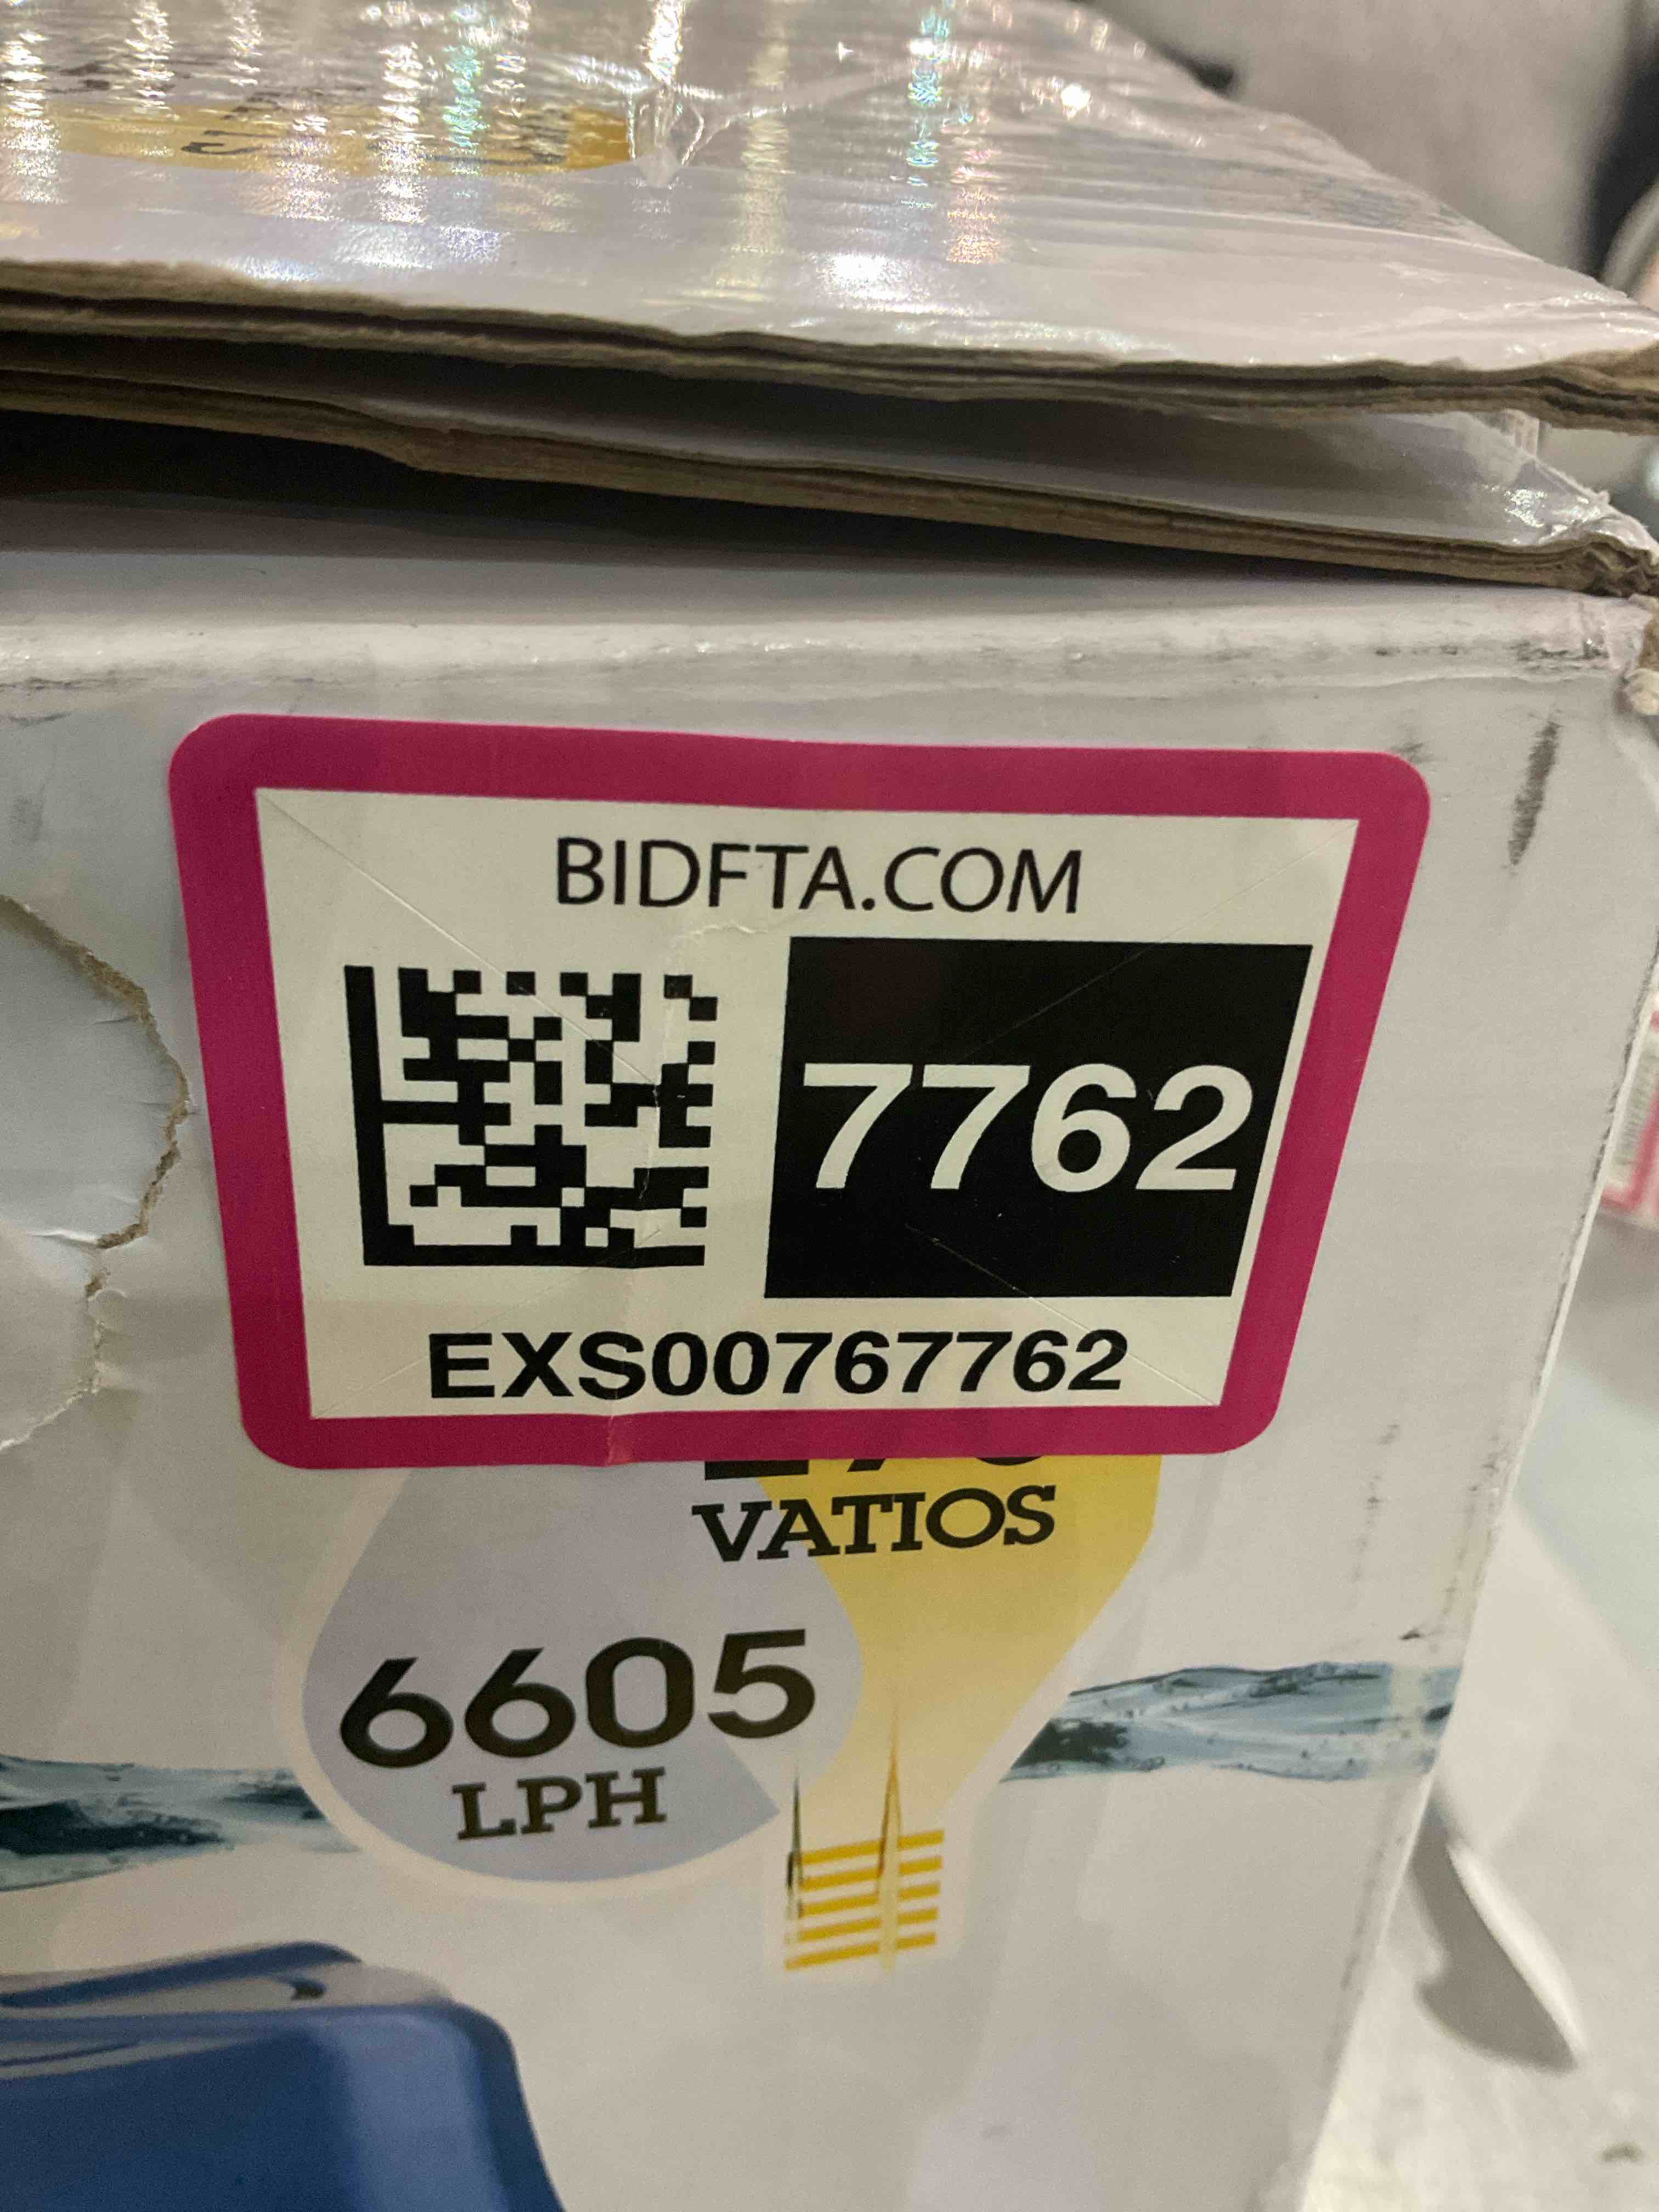 BIDFTA.COM
7762
EXS00767762
VATIOS
6605
LPH